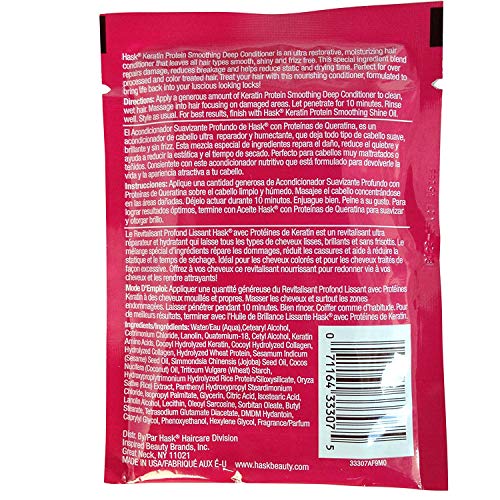 Hask® Keratin Protein Smoothing Deep Conditioner is an ultra restorative, moisturizing hair
conditioner that leaves all hair types smooth, shiny and frizz free. This special ingredient blend
repairs damage, reduces breakage and helps reduce static and drying time. Perfect for over
processed and color treated hair. Treat your hair with this nourishing conditioner, formulated to
bring life back into your luscious looking locks!
Directions: Apply a generous amount of Keratin Protein Smoothing Deep Conditioner to clean,
wet hair. Massage into hair focusing on damaged areas. Let penetrate for 10 minutes. Rinse
well. Style as usual. For best results, finish with Hask® Keratin Protein Smoothing Shine Oil.
El Acondicionador Suavizante Profundo de Hask® con Proteínas de Queratina, es un
acondicionador de cabello ultra reparador y humectante, que deja todo tipo de cabello suave,
brillante y sin frizz. Esta mezcla especial de ingredientes repara el daño, reduce el quiebre y
ayuda a reducir la estática y el tiempo de secado. Perfecto para cabellos muy maltratados o
teñidos. Consiente con este acondicionador nutritivo que está formulado para devolverle la
vida y la apariencia atractiva a tu cabello.
Instrucciones: Aplique una cantidad generosa de Acondicionador Suavizante Profundo con
Proteínas de Queratina sobre el cabello limpio y húmedo. Masajea el cabello concentrándose
en las áreas dañadas. Déjelo actuar durante 10 minutos. Enjuague bien. Peine a su gusto. Para
lograr resultados óptimos, termine con Aceite Hask® con Proteínas de Queratina para suavizar
y otorgar brillo.
Le Revitalisant Profond Lissant Hask® avec Protéines de Keratin est un revitalisant ultra
réparateur et hydratant qui laisse tous les types de cheveux lisses, brillants et sans frisottis. Le
mélange spécial d'ingrédients répare les dommages, réduit les cassures et aide à réduire la
statique et le temps de séchage. Idéal pour les cheveux colorés et pour les cheveux traités de
façon excessive. Offrez à vos cheveux ce revitalisant nourrissant pour redonner vie à vos
cheveux et les rendre attrayants!
Mode D'Emploi: Appliquer une quantité généreuse du Revitalisant Profond Lissant avec Protéines de
Keratin à des cheveux mouillés et propres. Masser les cheveux et surtout les zones
endommagées. Laisser pénétrer pendant 10 minutes. Bien rincer. Coiffer comme d'habitude. Pour
de meilleurs résultats, terminer avec l'Huile de Brillance Lissante Hask® avec Protéines de Keratin.
Ingredients/Ingrédients: Water/Eau (Aqua), Cetearyl Alcohol,
Cetrimonium Chloride, Lanolin, Quaternium-18, Cetyl Alcohol, Keratin
Amino Acids, Cocoyl Hydrolyzed Keratin, Cocoyl Hydrolyzed Collagen,
Hydrolyzed Collagen, Hydrolyzed Wheat Protein, Sesamum Indicum
(Sesame) Seed Oil, Simmondsia Chinensis (Jojoba) Seed Oil, Cocos
Nucifera (Coconut) Oil, Triticum Vulgare (Wheat) Starch,
Hydroxypropyltrimonium Hydrolyzed Rice Protein/Siloxysilicate, Oryza
Sativa (Rice) Extract, Panthenyl Hydroxypropyl Steardimonium
Chloride, Isopropyl Palmitate, Glycerin, Citric Acid, Isostearic Acid,
Lanolin Alcohol, Lecithin, Oleyl Sarcosine, Sorbitan Oleate, Butyl
Stearate, Tetrasodium Glutamate Diacetate, DMDM Hydantoin,
Caprylyl Glycol, Phenoxyethanol, Hexylene Glycol, Parfum/Fragrance
Distr. By/Par Hask® Haircare Division
Inspired Beauty Brands, Inc.
Great Neck, NY 11021
MADE IN USA/FABRIQUÉ AUX É-U
www.haskbeauty.com
33307AF9M0
0 71164 33307 5